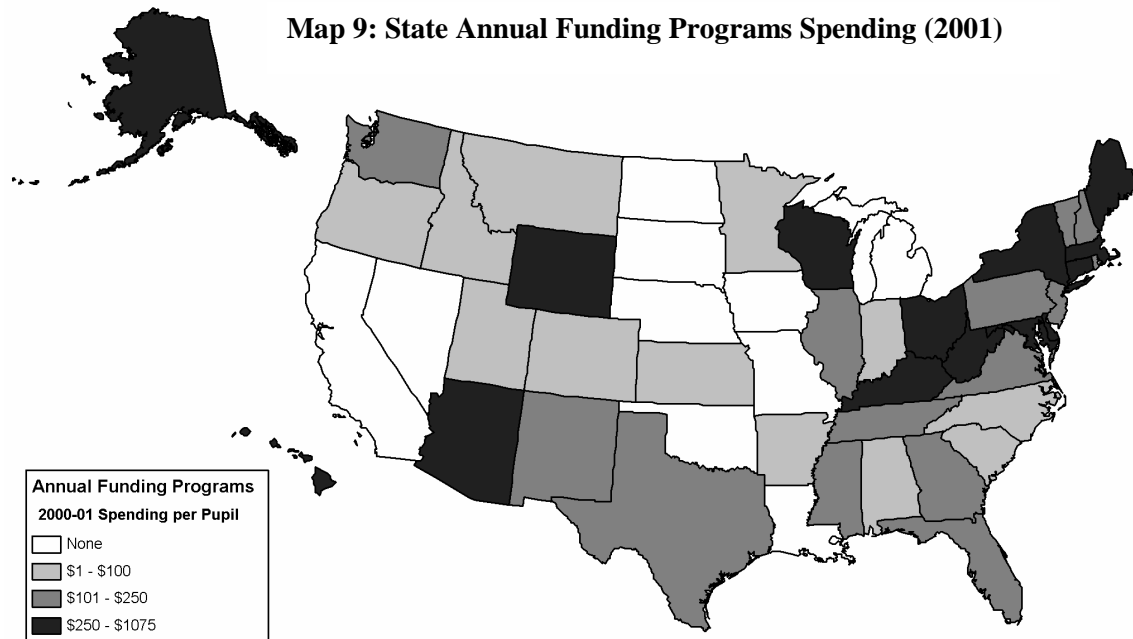 Map 9: State Annual Funding Programs Spending (2001)
Annual Funding Programs
2000-01 Spending per Pupil
None
$1 - $100
$101 - $250
$250 - $1075